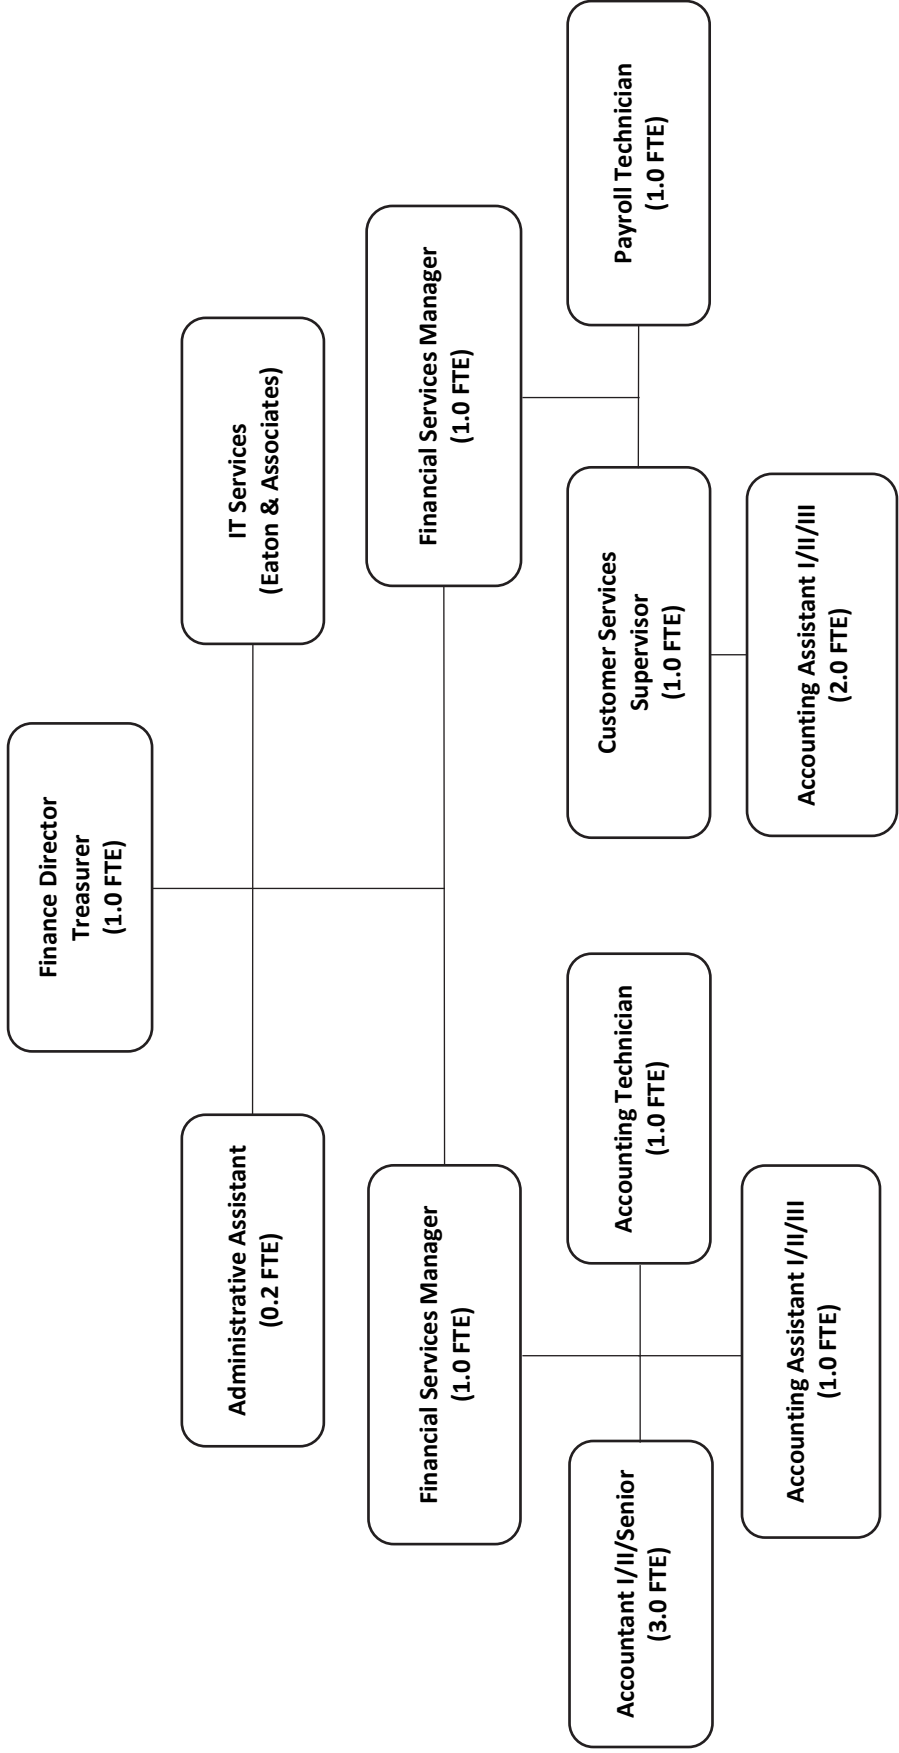 Finance Director
Treasurer
(1.0 FTE)
Administrative Assistant
(0.2 FTE)
IT Services
(Eaton & Associates)
Financial Services Manager
(1.0 FTE)
Financial Services Manager
(1.0 FTE)
Accountant I/II/Senior
(3.0 FTE)
Accounting Technician
(1.0 FTE)
Customer Services
Supervisor
(1.0 FTE)
Payroll Technician
(1.0 FTE)
Accounting Assistant I/II/III
(1.0 FTE)
Accounting Assistant I/II/III
(2.0 FTE)